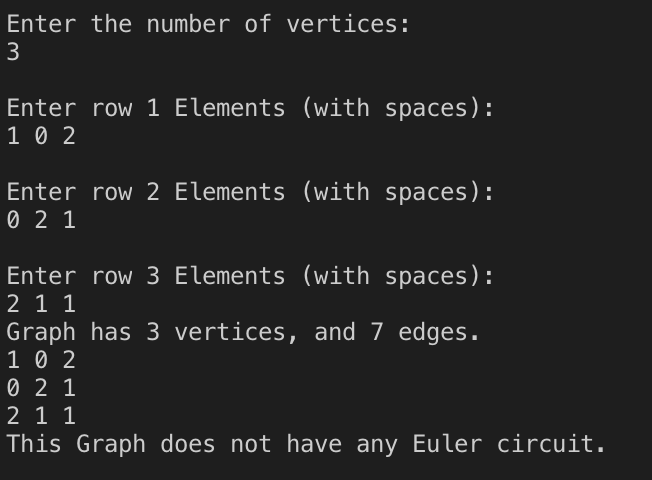 Enter the number of vertices:
3
Enter row 1 Elements (with spaces):
1 0 2
Enter row 2 Elements (with spaces):
0 2 1
Enter row 3 Elements (with spaces):
2 1 1
Graph has 3 vertices, and 7 edges.
1 0 2
0 2 1
2 1 1
This Graph does not have any Euler circuit.